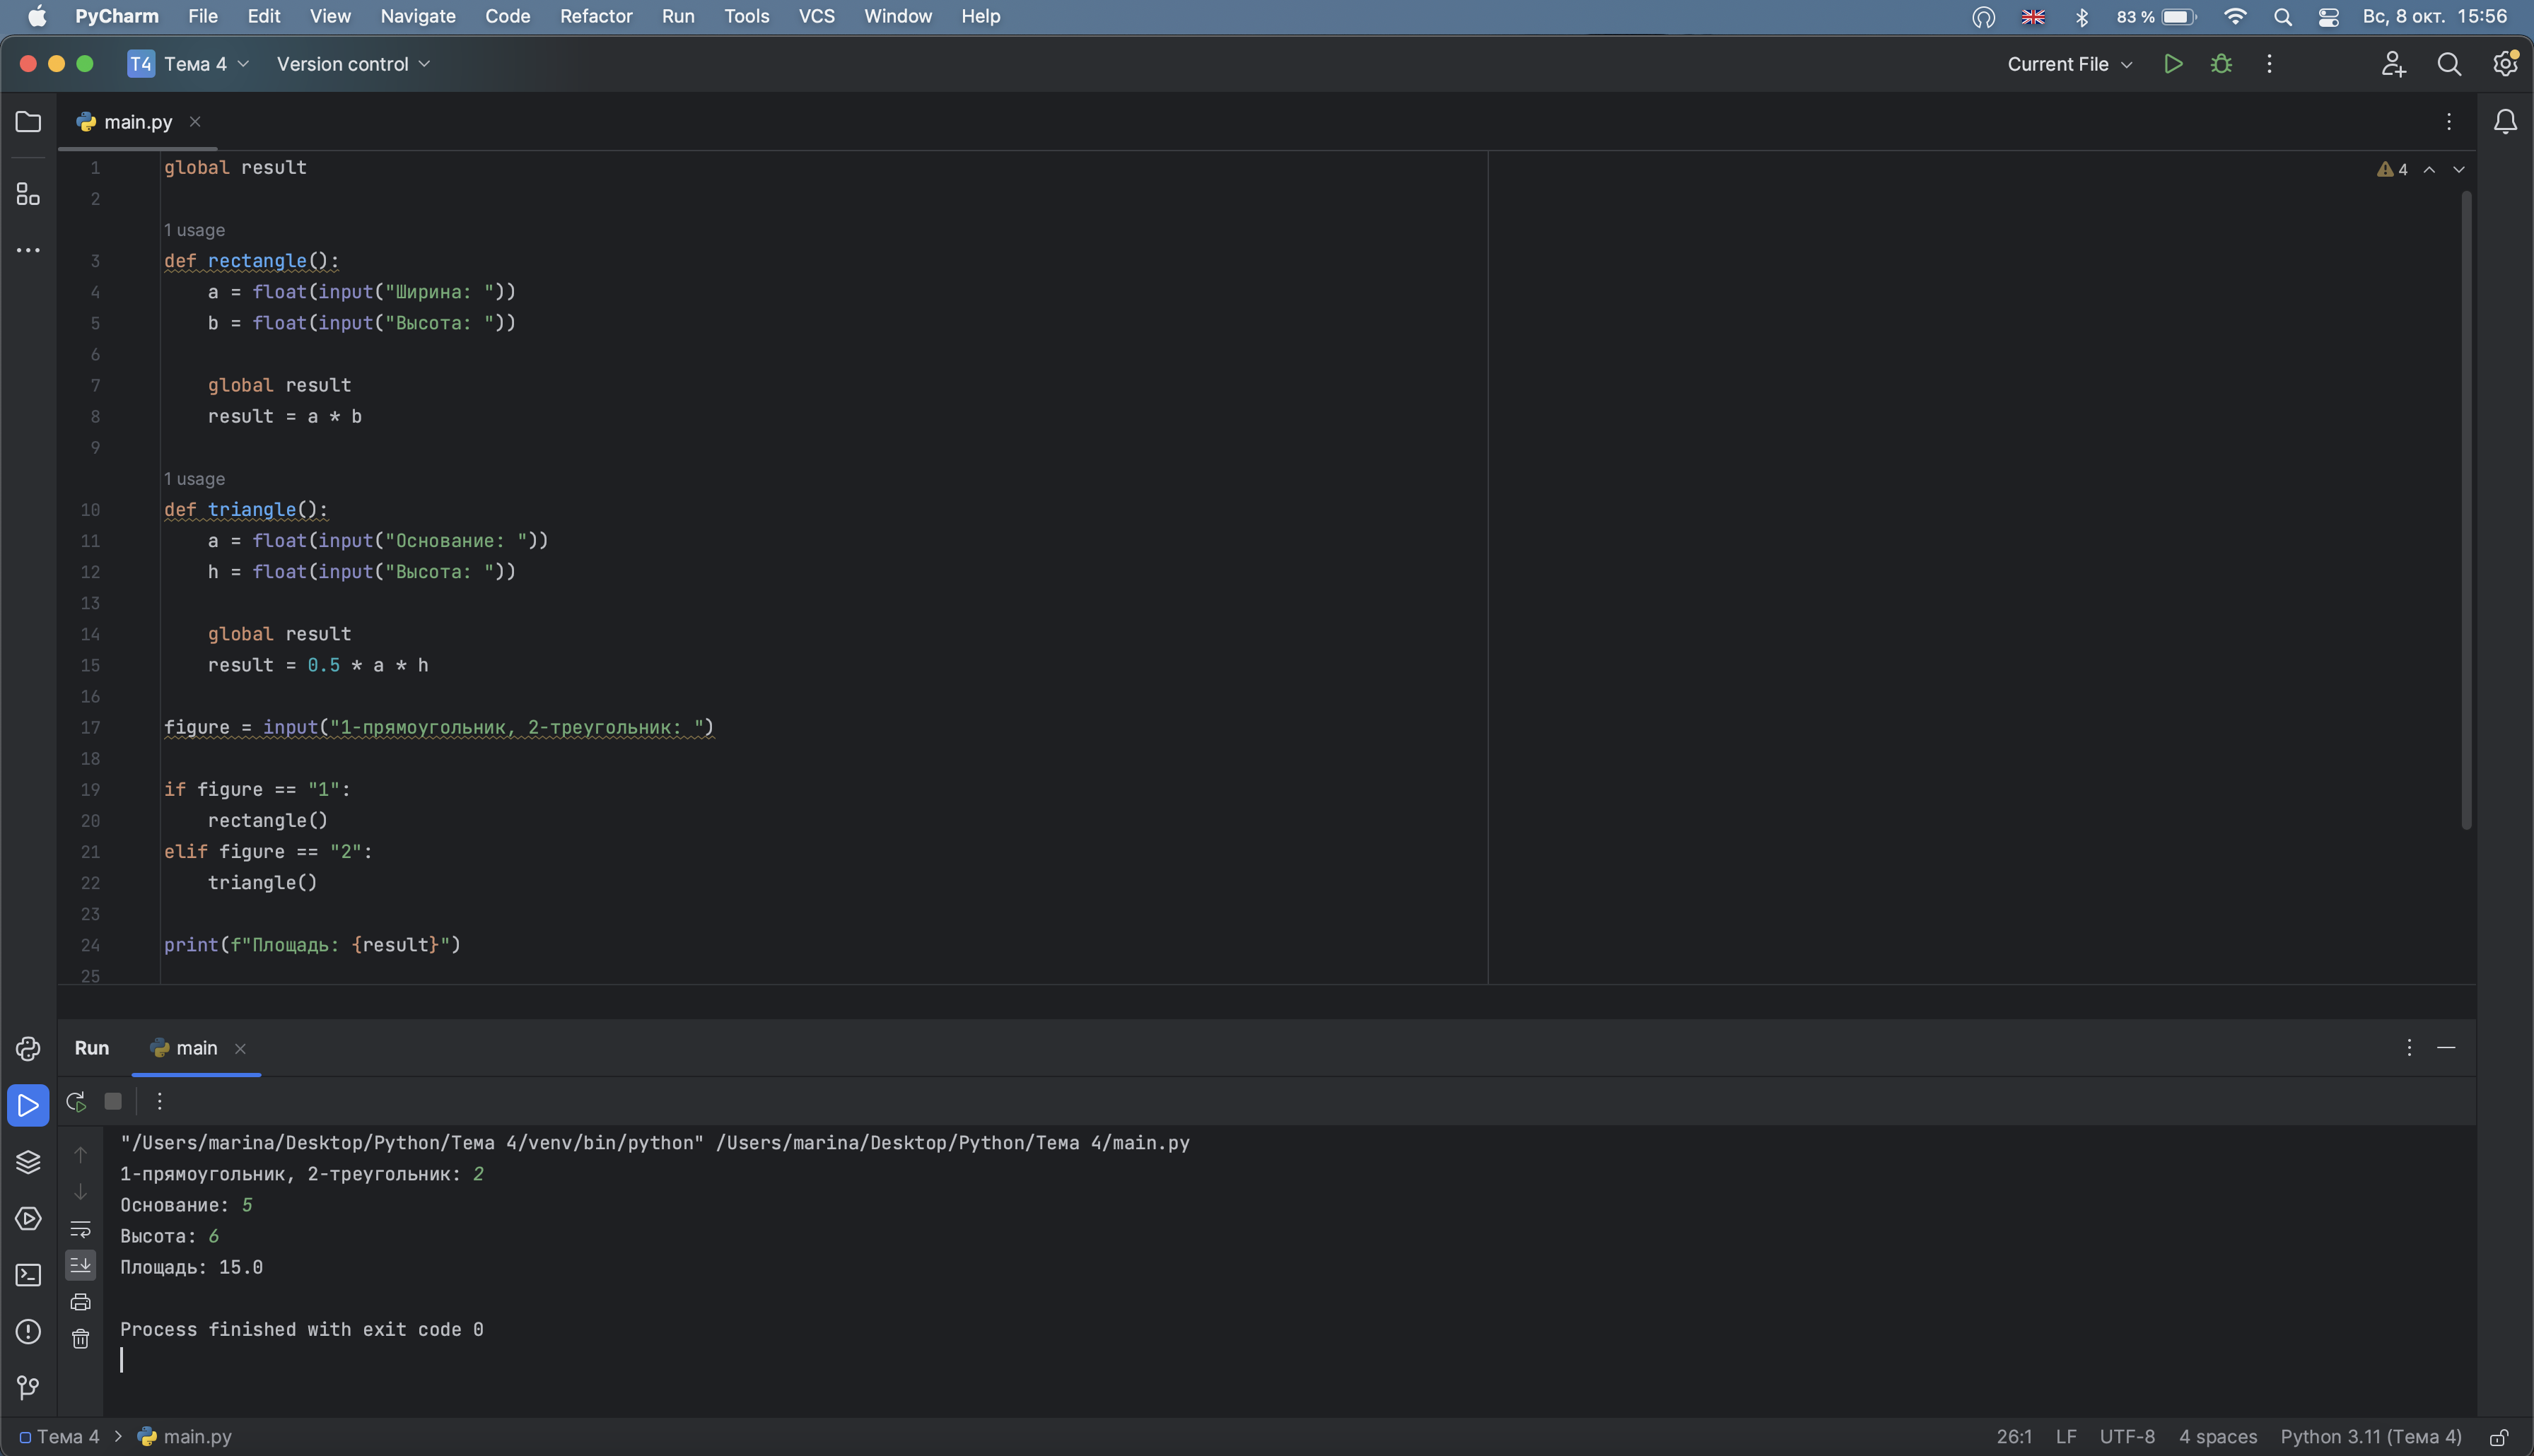 PyCharm File Edit View Navigate Code Refactor Run Tools VCS Window Help 83 % Вс, 8 окт. 15:56
T4 Тема 4 Version control Current File
main.py
4
1 global result
2
1 usage
3 def rectangle():
4 a = float(input("Ширина: "))
5 b = float(input("Высота: "))
6
7 global result
8 result = a * b
9
1 usage
10 def triangle():
11 a = float(input("Основание: "))
12 h = float(input("Высота: "))
13
14 global result
15 result = 0.5 * a * h
16
17 figure = input("1-прямоугольник, 2-треугольник: ")
18
19 if figure == "1":
20 rectangle()
21 elif figure == "2":
22 triangle()
23
24 print(f"Площадь: {result}")
25
Run main
"/Users/marina/Desktop/Python/Тема 4/venv/bin/python" /Users/marina/Desktop/Python/Тема 4/main.py
1-прямоугольник, 2-треугольник: 2
Основание: 5
Высота: 6
Площадь: 15.0
Process finished with exit code 0
Тема 4 main.py 26:1 LF UTF-8 4 spaces Python 3.11 (Тема 4)